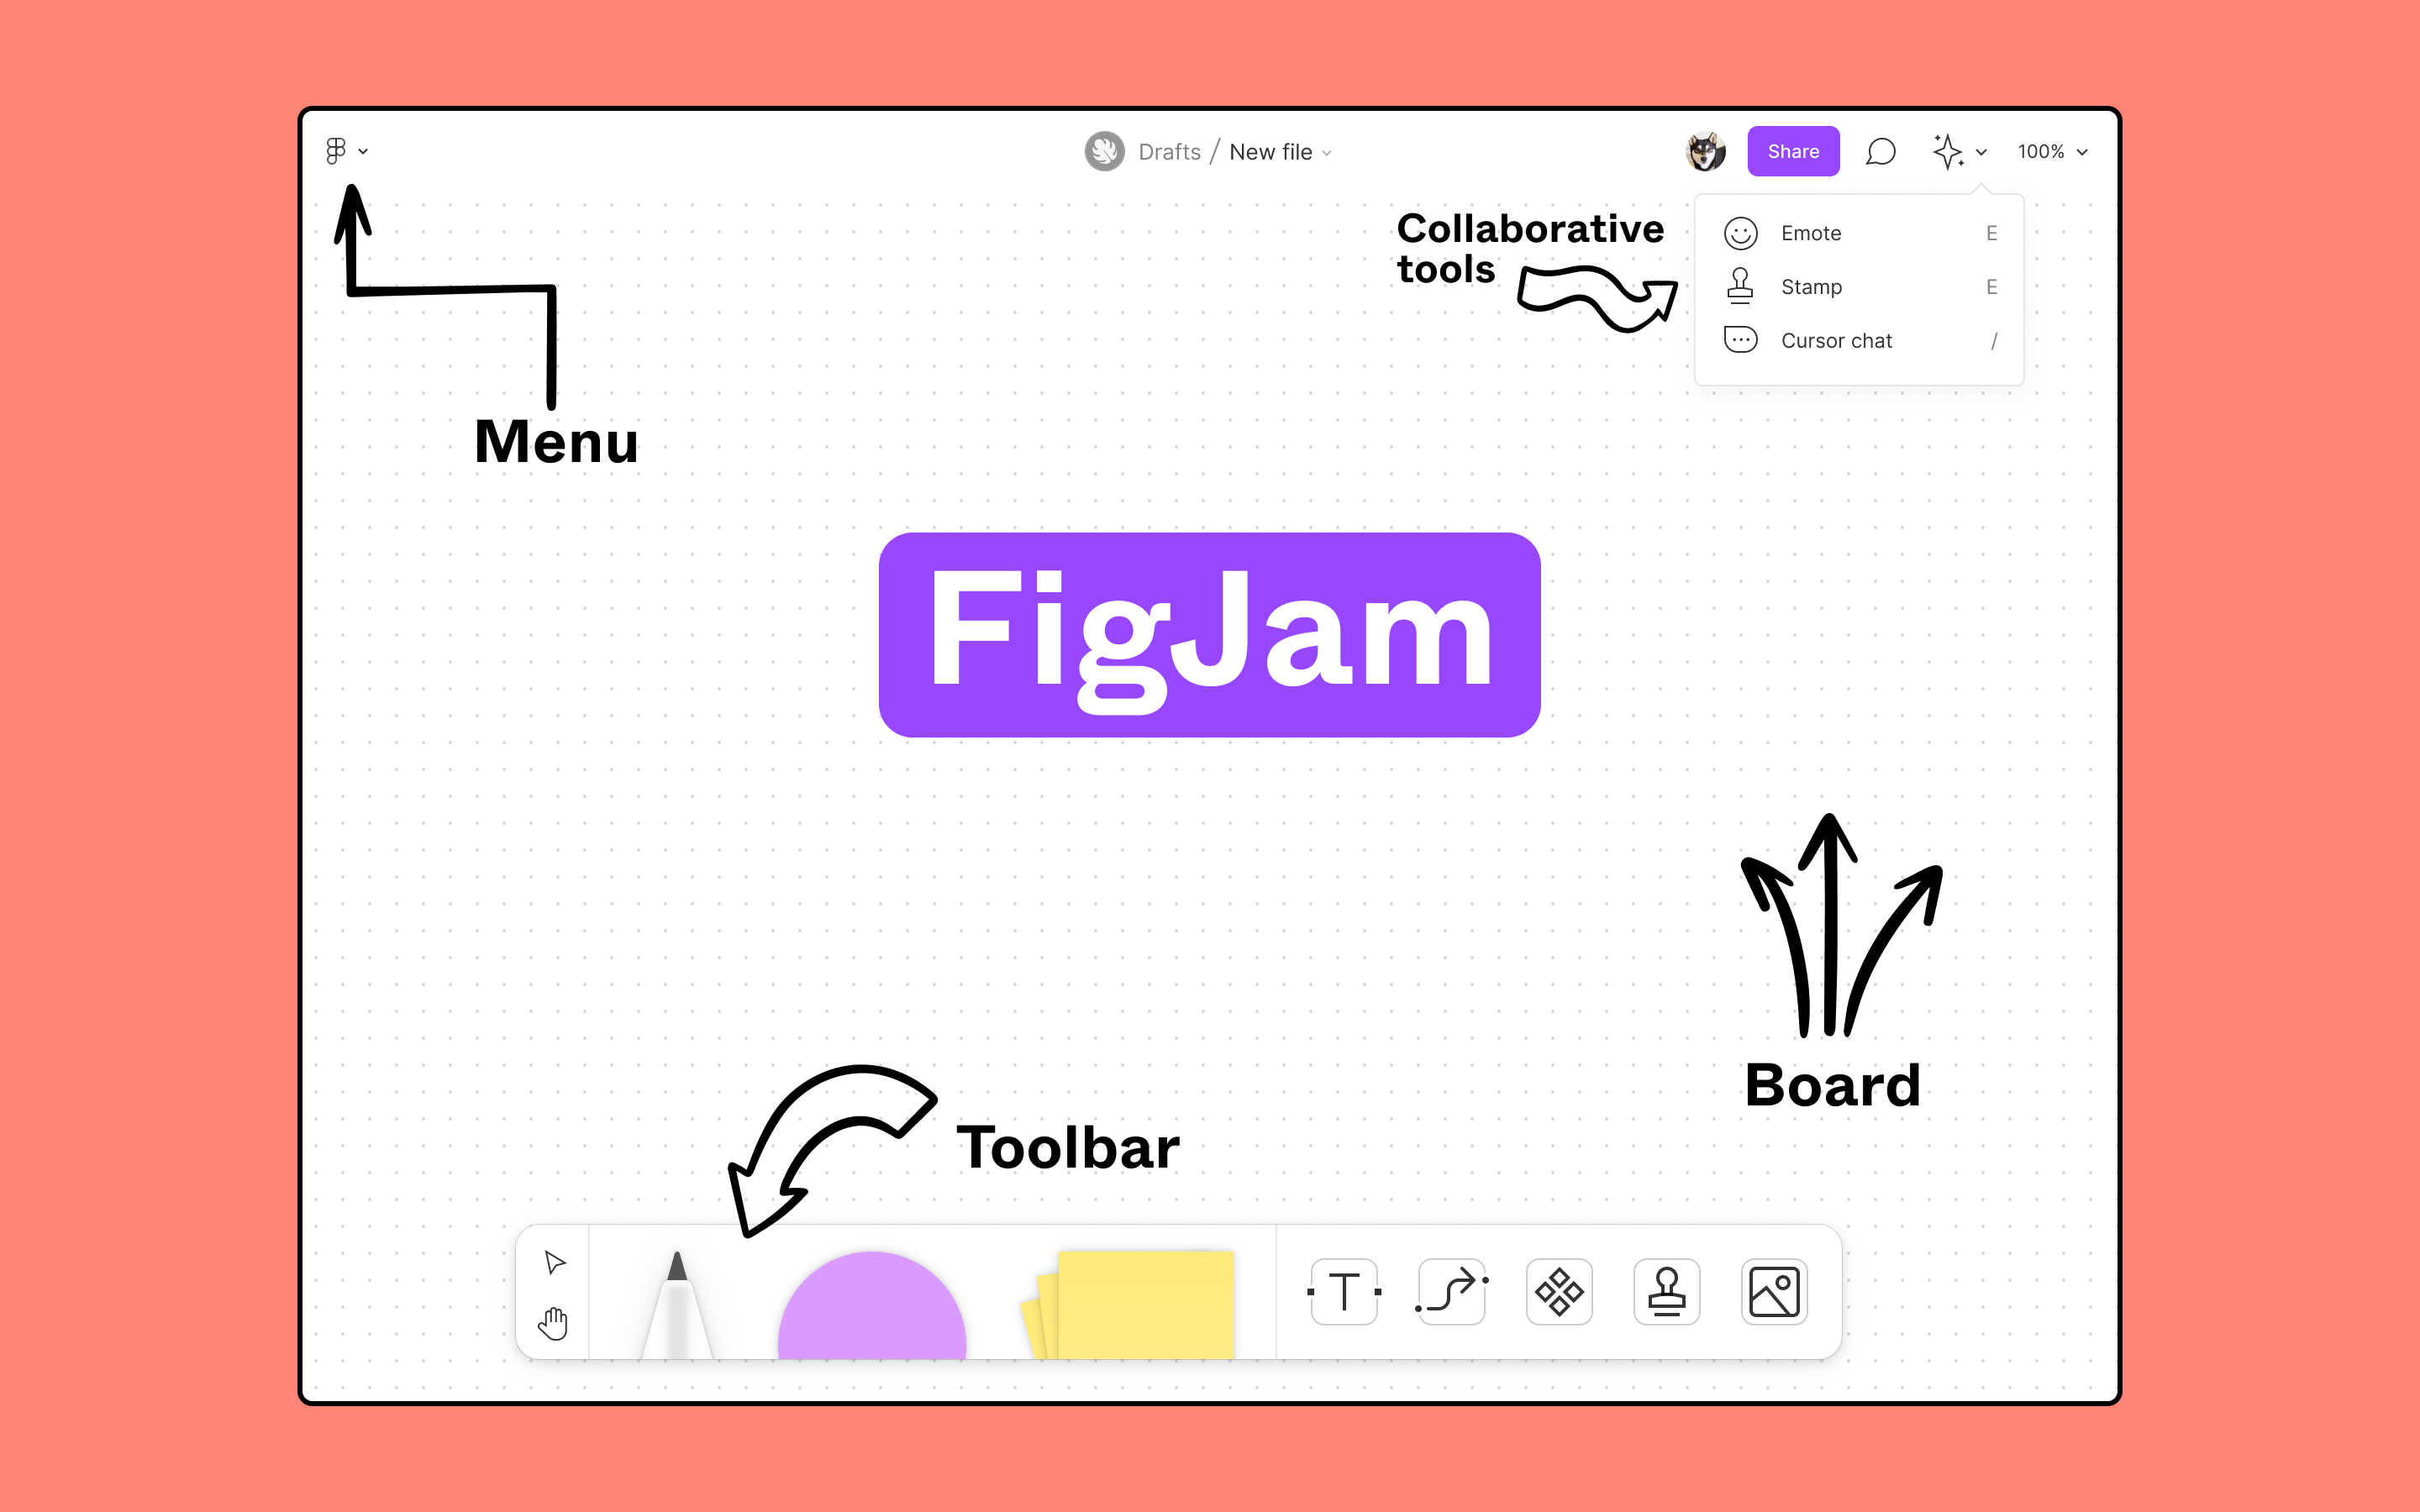 Drafts / New file
Share
100%
Collaborative
tools
Emote E
Stamp E
Cursor chat /
Menu
FigJam
Board
Toolbar
T